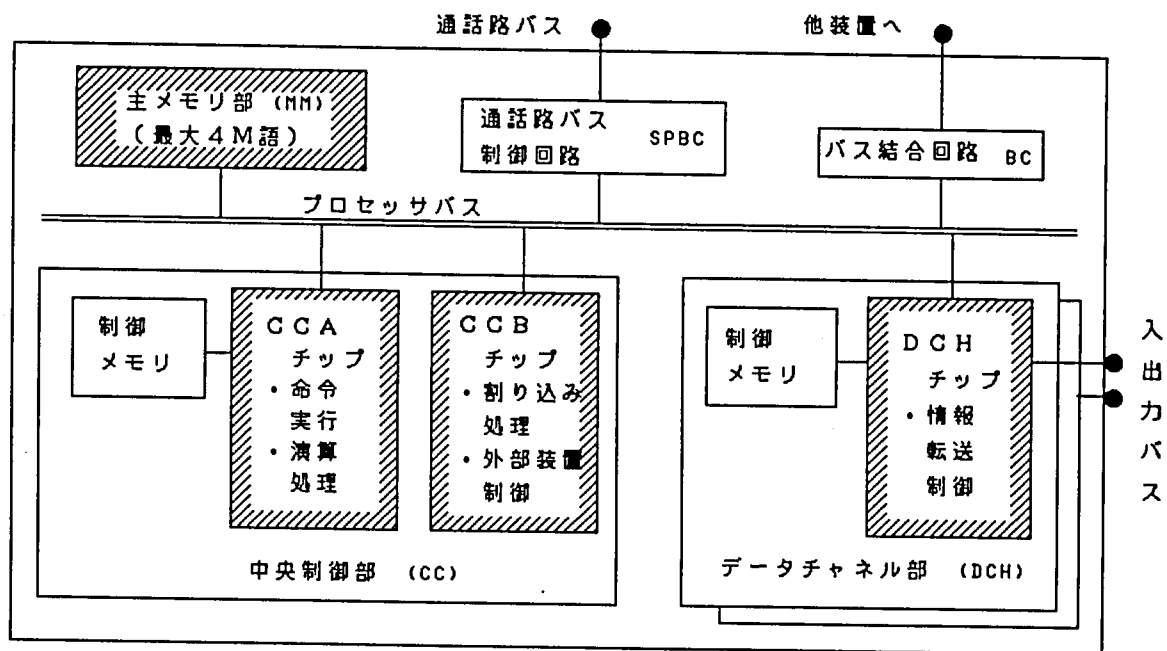 通話路バス
他装置へ
主メモリ部 (MM)
(最大4M語)
通話路バス
制御回路
SPBC
バス結合回路 BC
プロセッサバス
制御
メモリ
CCA
チップ
・命令
実行
・演算
処理
CCB
チップ
・割り込み
処理
・外部装置
制御
中央制御部 (CC)
制御
メモリ
DCH
チップ
・情報
転送
制御
データチャネル部 (DCH)
入出力バス